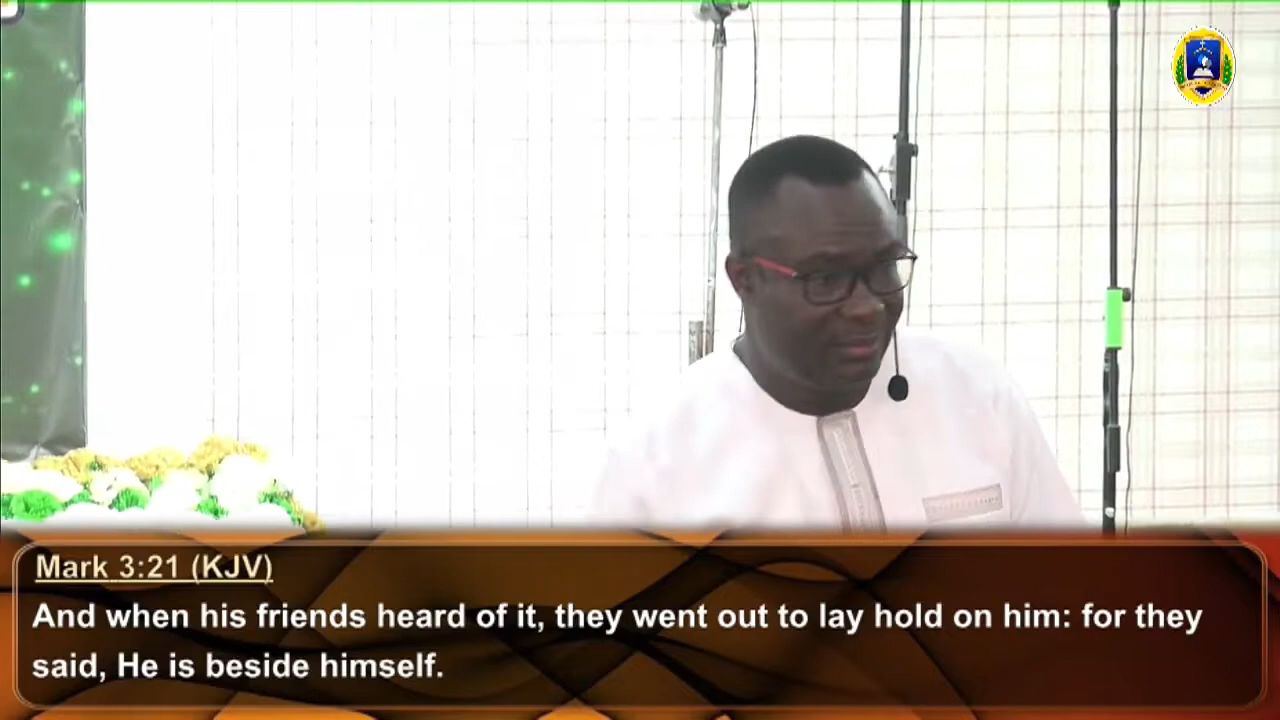 Mark 3:21 (KJV)
And when his friends heard of it, they went out to lay hold on him: for they
said, He is beside himself.